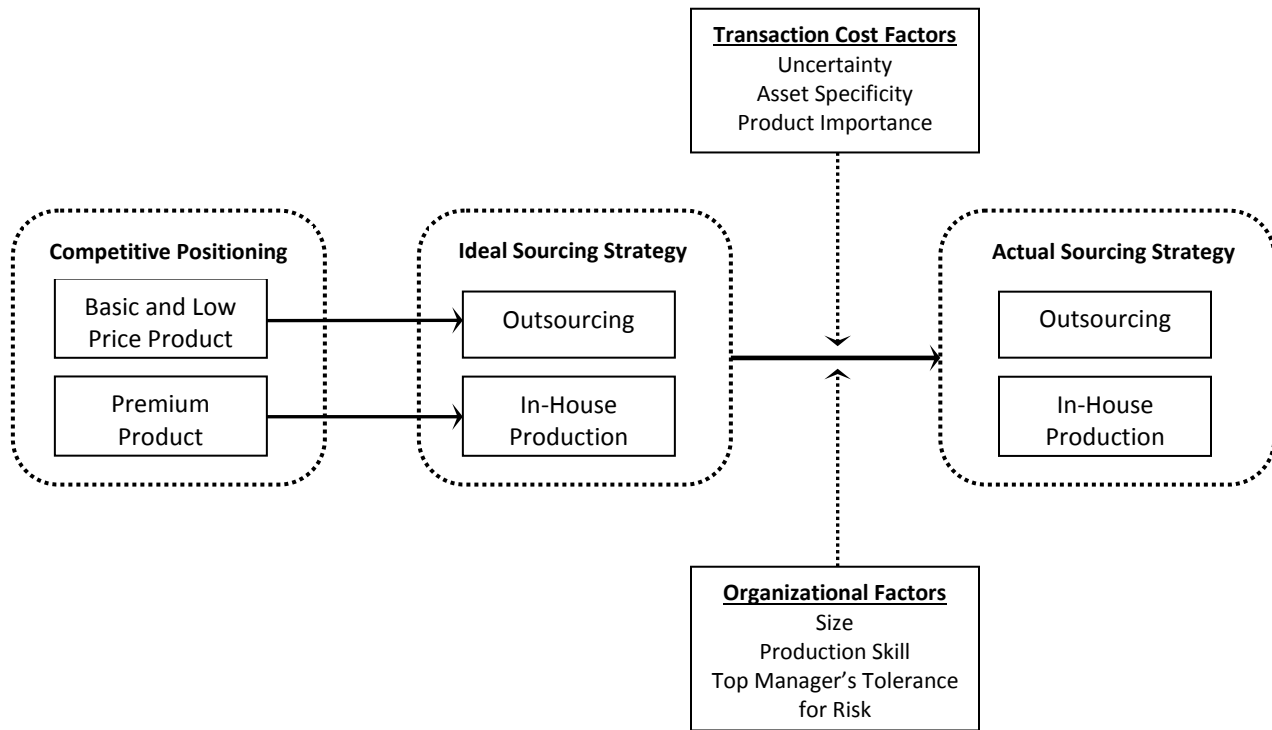 Transaction Cost Factors
Uncertainty
Asset Specificity
Product Importance
Competitive Positioning
Basic and Low
Price Product
Premium
Product
Ideal Sourcing Strategy
Outsourcing
In-House
Production
Actual Sourcing Strategy
Outsourcing
In-House
Production
Organizational Factors
Size
Production Skill
Top Manager’s Tolerance
for Risk